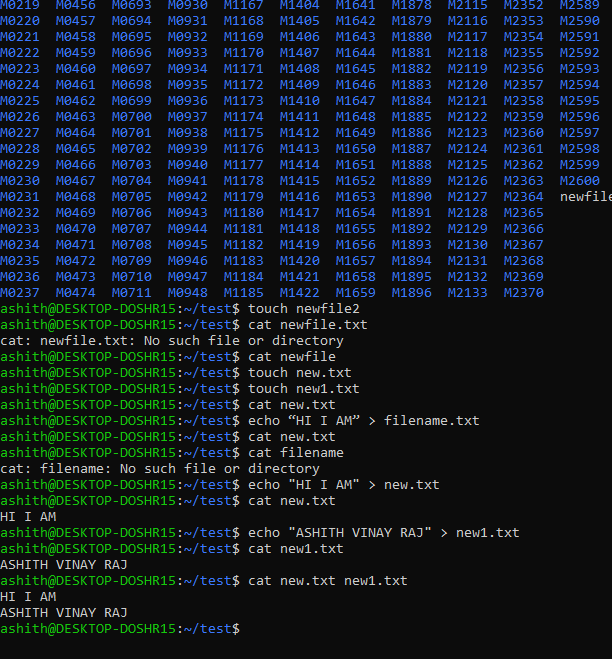 M0219 M0456 M0693 M0930 M1167 M1404 M1641 M1878 M2115 M2352 M2589
M0220 M0457 M0694 M0931 M1168 M1405 M1642 M1879 M2116 M2353 M2590
M0221 M0458 M0695 M0932 M1169 M1406 M1643 M1880 M2117 M2354 M2591
M0222 M0459 M0696 M0933 M1170 M1407 M1644 M1881 M2118 M2355 M2592
M0223 M0460 M0697 M0934 M1171 M1408 M1645 M1882 M2119 M2356 M2593
M0224 M0461 M0698 M0935 M1172 M1409 M1646 M1883 M2120 M2357 M2594
M0225 M0462 M0699 M0936 M1173 M1410 M1647 M1884 M2121 M2358 M2595
M0226 M0463 M0700 M0937 M1174 M1411 M1648 M1885 M2122 M2359 M2596
M0227 M0464 M0701 M0938 M1175 M1412 M1649 M1886 M2123 M2360 M2597
M0228 M0465 M0702 M0939 M1176 M1413 M1650 M1887 M2124 M2361 M2598
M0229 M0466 M0703 M0940 M1177 M1414 M1651 M1888 M2125 M2362 M2599
M0230 M0467 M0704 M0941 M1178 M1415 M1652 M1889 M2126 M2363 M2600
M0231 M0468 M0705 M0942 M1179 M1416 M1653 M1890 M2127 M2364 newfile
M0232 M0469 M0706 M0943 M1180 M1417 M1654 M1891 M2128 M2365
M0233 M0470 M0707 M0944 M1181 M1418 M1655 M1892 M2129 M2366
M0234 M0471 M0708 M0945 M1182 M1419 M1656 M1893 M2130 M2367
M0235 M0472 M0709 M0946 M1183 M1420 M1657 M1894 M2131 M2368
M0236 M0473 M0710 M0947 M1184 M1421 M1658 M1895 M2132 M2369
M0237 M0474 M0711 M0948 M1185 M1422 M1659 M1896 M2133 M2370
ashith@DESKTOP-DOSHR15:~/test$ touch newfile2
ashith@DESKTOP-DOSHR15:~/test$ cat newfile.txt
cat: newfile.txt: No such file or directory
ashith@DESKTOP-DOSHR15:~/test$ cat newfile
ashith@DESKTOP-DOSHR15:~/test$ touch new.txt
ashith@DESKTOP-DOSHR15:~/test$ touch new1.txt
ashith@DESKTOP-DOSHR15:~/test$ cat new.txt
ashith@DESKTOP-DOSHR15:~/test$ echo “HI I AM” > filename.txt
ashith@DESKTOP-DOSHR15:~/test$ cat new.txt
ashith@DESKTOP-DOSHR15:~/test$ cat filename
cat: filename: No such file or directory
ashith@DESKTOP-DOSHR15:~/test$ echo "HI I AM" > new.txt
ashith@DESKTOP-DOSHR15:~/test$ cat new.txt
HI I AM
ashith@DESKTOP-DOSHR15:~/test$ echo "ASHITH VINAY RAJ" > new1.txt
ashith@DESKTOP-DOSHR15:~/test$ cat new1.txt
ASHITH VINAY RAJ
ashith@DESKTOP-DOSHR15:~/test$ cat new.txt new1.txt
HI I AM
ASHITH VINAY RAJ
ashith@DESKTOP-DOSHR15:~/test$